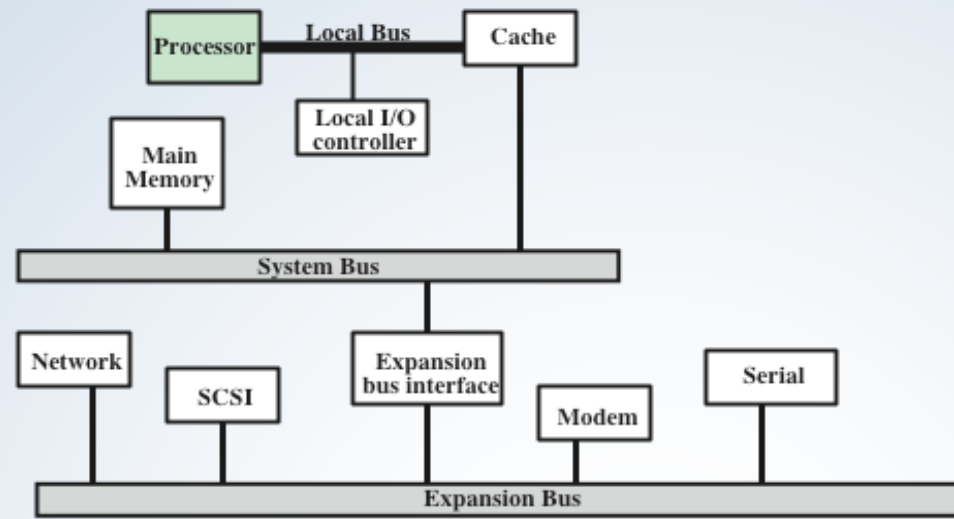 Processor
Local Bus
Cache
Local I/O
controller
Main
Memory
System Bus
Network
SCSI
Expansion
bus interface
Modem
Serial
Expansion Bus